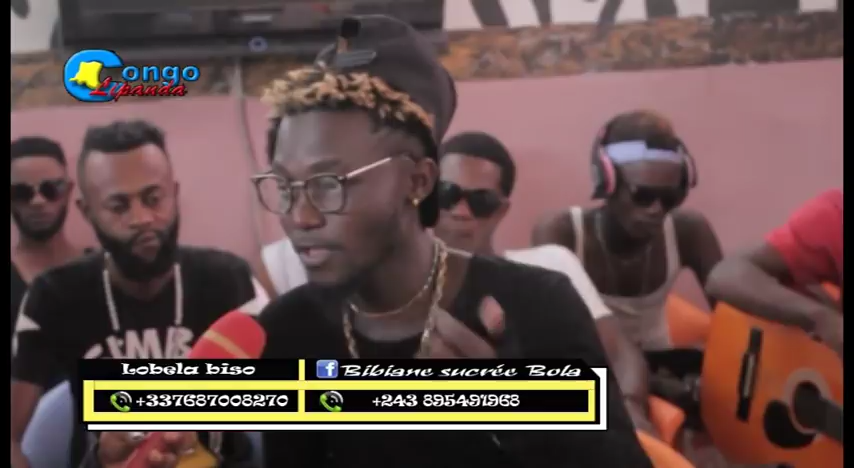 Congo
Lipanda
Lobela biso
Bibiane sucrée Bola
+337687008270
+243 895491968